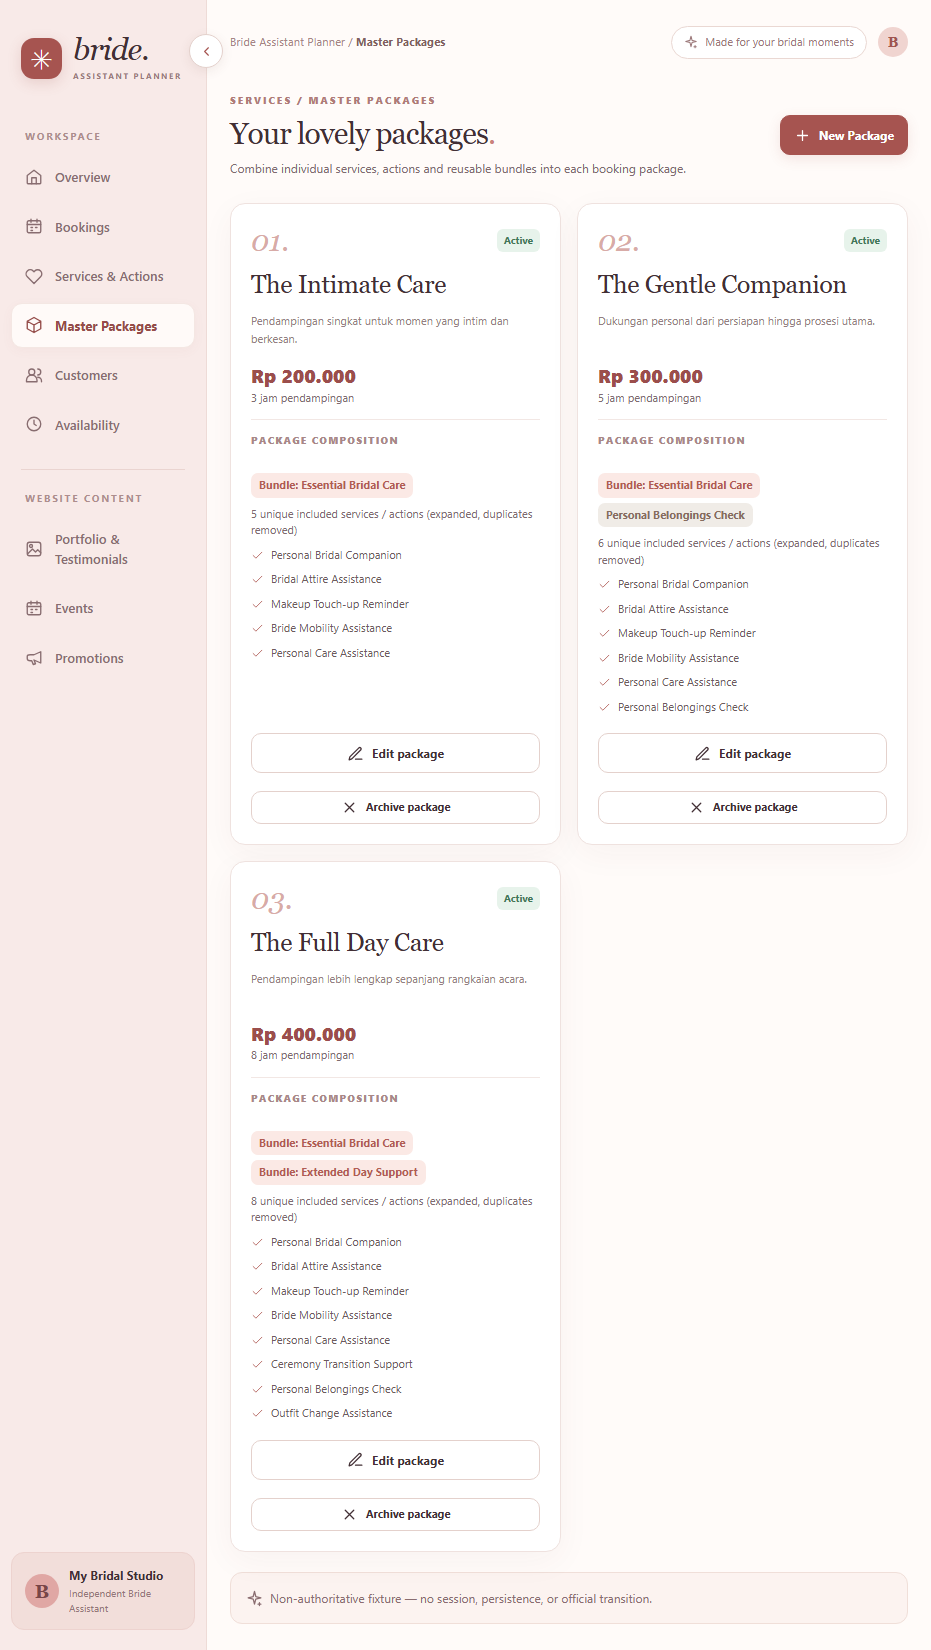 bride.
ASSISTANT PLANNER
WORKSPACE
Overview
Bookings
Services & Actions
Master Packages
Customers
Availability
WEBSITE CONTENT
Portfolio &
Testimonials
Events
Promotions
B
My Bridal Studio
Independent Bride
Assistant
Bride Assistant Planner / Master Packages
Made for your bridal moments
B
SERVICES / MASTER PACKAGES
Your lovely packages.
Combine individual services, actions and reusable bundles into each booking package.
New Package
01.
Active
The Intimate Care
Pendampingan singkat untuk momen yang intim dan
berkesan.
Rp 200.000
3 jam pendampingan
PACKAGE COMPOSITION
Bundle: Essential Bridal Care
5 unique included services / actions (expanded, duplicates
removed)
Personal Bridal Companion
Bridal Attire Assistance
Makeup Touch-up Reminder
Bride Mobility Assistance
Personal Care Assistance
Edit package
Archive package
02.
Active
The Gentle Companion
Dukungan personal dari persiapan hingga prosesi utama.
Rp 300.000
5 jam pendampingan
PACKAGE COMPOSITION
Bundle: Essential Bridal Care
Personal Belongings Check
6 unique included services / actions (expanded, duplicates
removed)
Personal Bridal Companion
Bridal Attire Assistance
Makeup Touch-up Reminder
Bride Mobility Assistance
Personal Care Assistance
Personal Belongings Check
Edit package
Archive package
03.
Active
The Full Day Care
Pendampingan lebih lengkap sepanjang rangkaian acara.
Rp 400.000
8 jam pendampingan
PACKAGE COMPOSITION
Bundle: Essential Bridal Care
Bundle: Extended Day Support
8 unique included services / actions (expanded, duplicates
removed)
Personal Bridal Companion
Bridal Attire Assistance
Makeup Touch-up Reminder
Bride Mobility Assistance
Personal Care Assistance
Ceremony Transition Support
Personal Belongings Check
Outfit Change Assistance
Edit package
Archive package
Non-authoritative fixture — no session, persistence, or official transition.